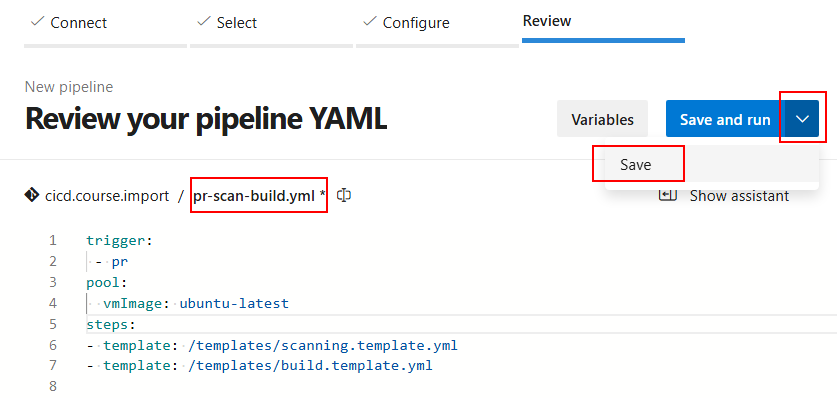 Connect
Select
Configure
Review
New pipeline
Review your pipeline YAML
Variables
Save and run
Save
cicd.course.import / pr-scan-build.yml *
Show assistant
1 trigger:
2  - pr
3 pool:
4   vmImage: ubuntu-latest
5 steps:
6 - template: /templates/scanning.template.yml
7 - template: /templates/build.template.yml
8